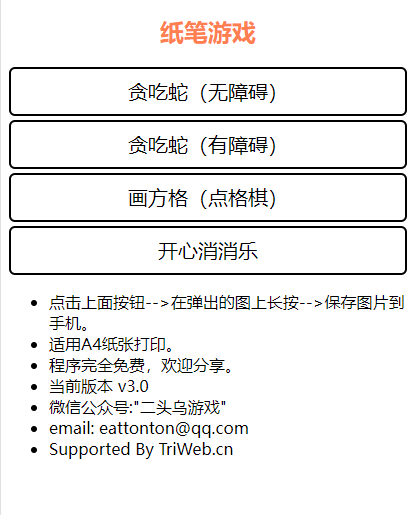 纸笔游戏
贪吃蛇（无障碍）
贪吃蛇（有障碍）
画方格（点格棋）
开心消消乐
点击上面按钮-->在弹出的图上长按-->保存图片到
手机。
适用A4纸张打印。
程序完全免费，欢迎分享。
当前版本 v3.0
微信公众号:"二头乌游戏"
email: eattonton@qq.com
Supported By TriWeb.cn